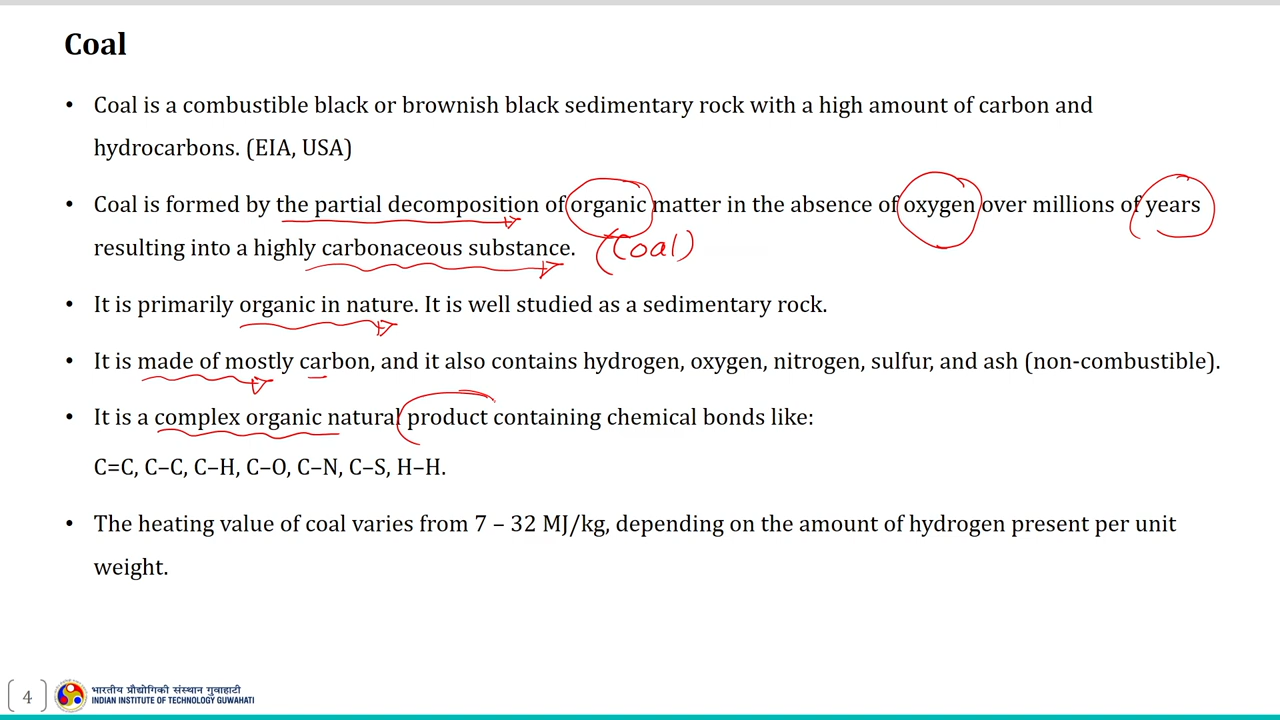 Coal
• Coal is a combustible black or brownish black sedimentary rock with a high amount of carbon and
hydrocarbons. (EIA, USA)
• Coal is formed by the partial decomposition of organic matter in the absence of oxygen over millions of years
resulting into a highly carbonaceous substance. (Coal)
• It is primarily organic in nature. It is well studied as a sedimentary rock.
• It is made of mostly carbon, and it also contains hydrogen, oxygen, nitrogen, sulfur, and ash (non-combustible).
• It is a complex organic natural product containing chemical bonds like:
C=C, C–C, C–H, C–O, C–N, C–S, H–H.
• The heating value of coal varies from 7 – 32 MJ/kg, depending on the amount of hydrogen present per unit
weight.
4
भारतीय प्रौद्योगिकी संस्थान गुवाहाटी
INDIAN INSTITUTE OF TECHNOLOGY GUWAHATI